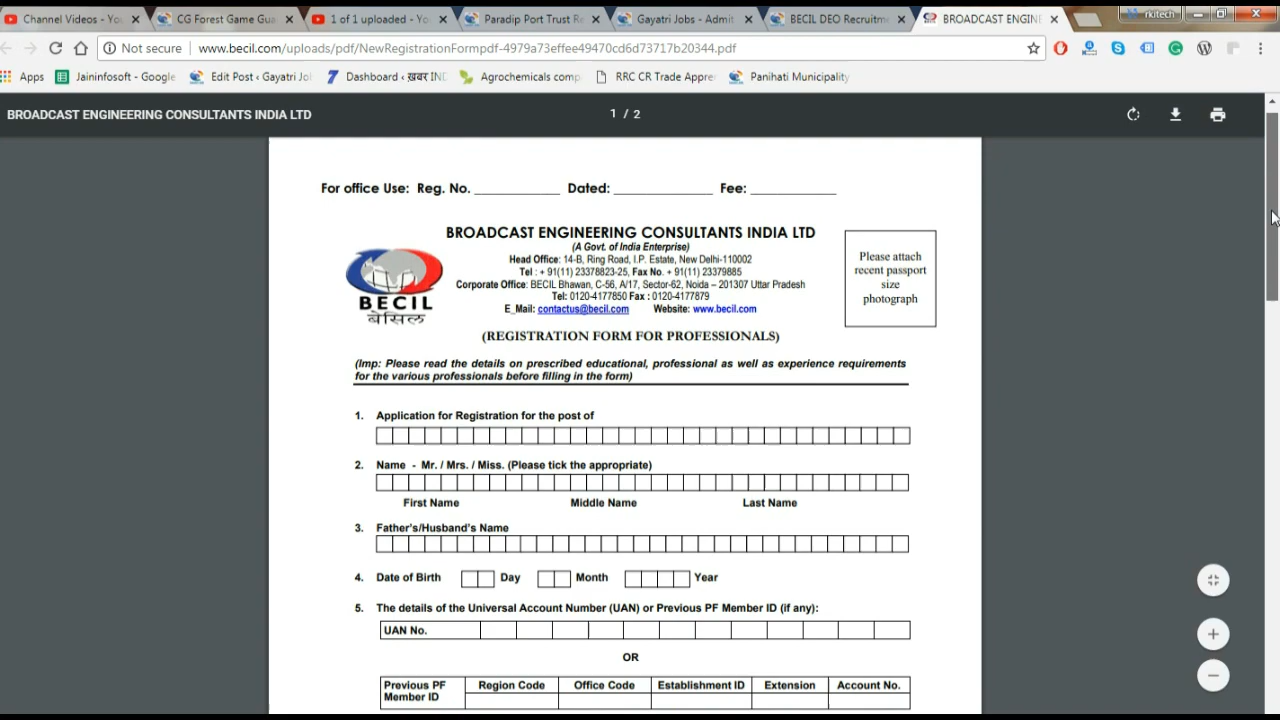 Channel Videos - You
CG Forest Game Gua
1 of 1 uploaded - Yo
Paradip Port Trust Re
Gayatri Jobs - Admit
BECIL DEO Recruitme
BROADCAST ENGINE
rkitech
Not secure
www.becil.com/uploads/pdf/NewRegistrationFormpdf-4979a73effee49470cd6d73717b20344.pdf
Apps
Jaininfosoft - Google
Edit Post ‹ Gayatri Jol
Dashboard ‹ ख़बर IND
Agrochemicals comp
RRC CR Trade Appre
Panihati Municipality
BROADCAST ENGINEERING CONSULTANTS INDIA LTD
1 / 2
For office Use: Reg. No. ____________ Dated: ______________ Fee: ____________
BROADCAST ENGINEERING CONSULTANTS INDIA LTD
(A Govt. of India Enterprise)
Head Office: 14-B, Ring Road, I.P. Estate, New Delhi-110002
Tel : + 91(11) 23378823-25, Fax No. + 91(11) 23379885
Corporate Office: BECIL Bhawan, C-56, A/17, Sector-62, Noida – 201307 Uttar Pradesh
Tel: 0120-4177850 Fax : 0120-4177879
E_Mail: contactus@becil.com Website: www.becil.com
BECIL
बेसिल
Please attach
recent passport
size
photograph
(REGISTRATION FORM FOR PROFESSIONALS)
(Imp: Please read the details on prescribed educational, professional as well as experience requirements
for the various professionals before filling in the form)
1. Application for Registration for the post of
2. Name - Mr. / Mrs. / Miss. (Please tick the appropriate)
First Name Middle Name Last Name
3. Father's/Husband's Name
4. Date of Birth Day Month Year
5. The details of the Universal Account Number (UAN) or Previous PF Member ID (if any):
UAN No.
OR
Previous PF
Member ID
Region Code Office Code Establishment ID Extension Account No.